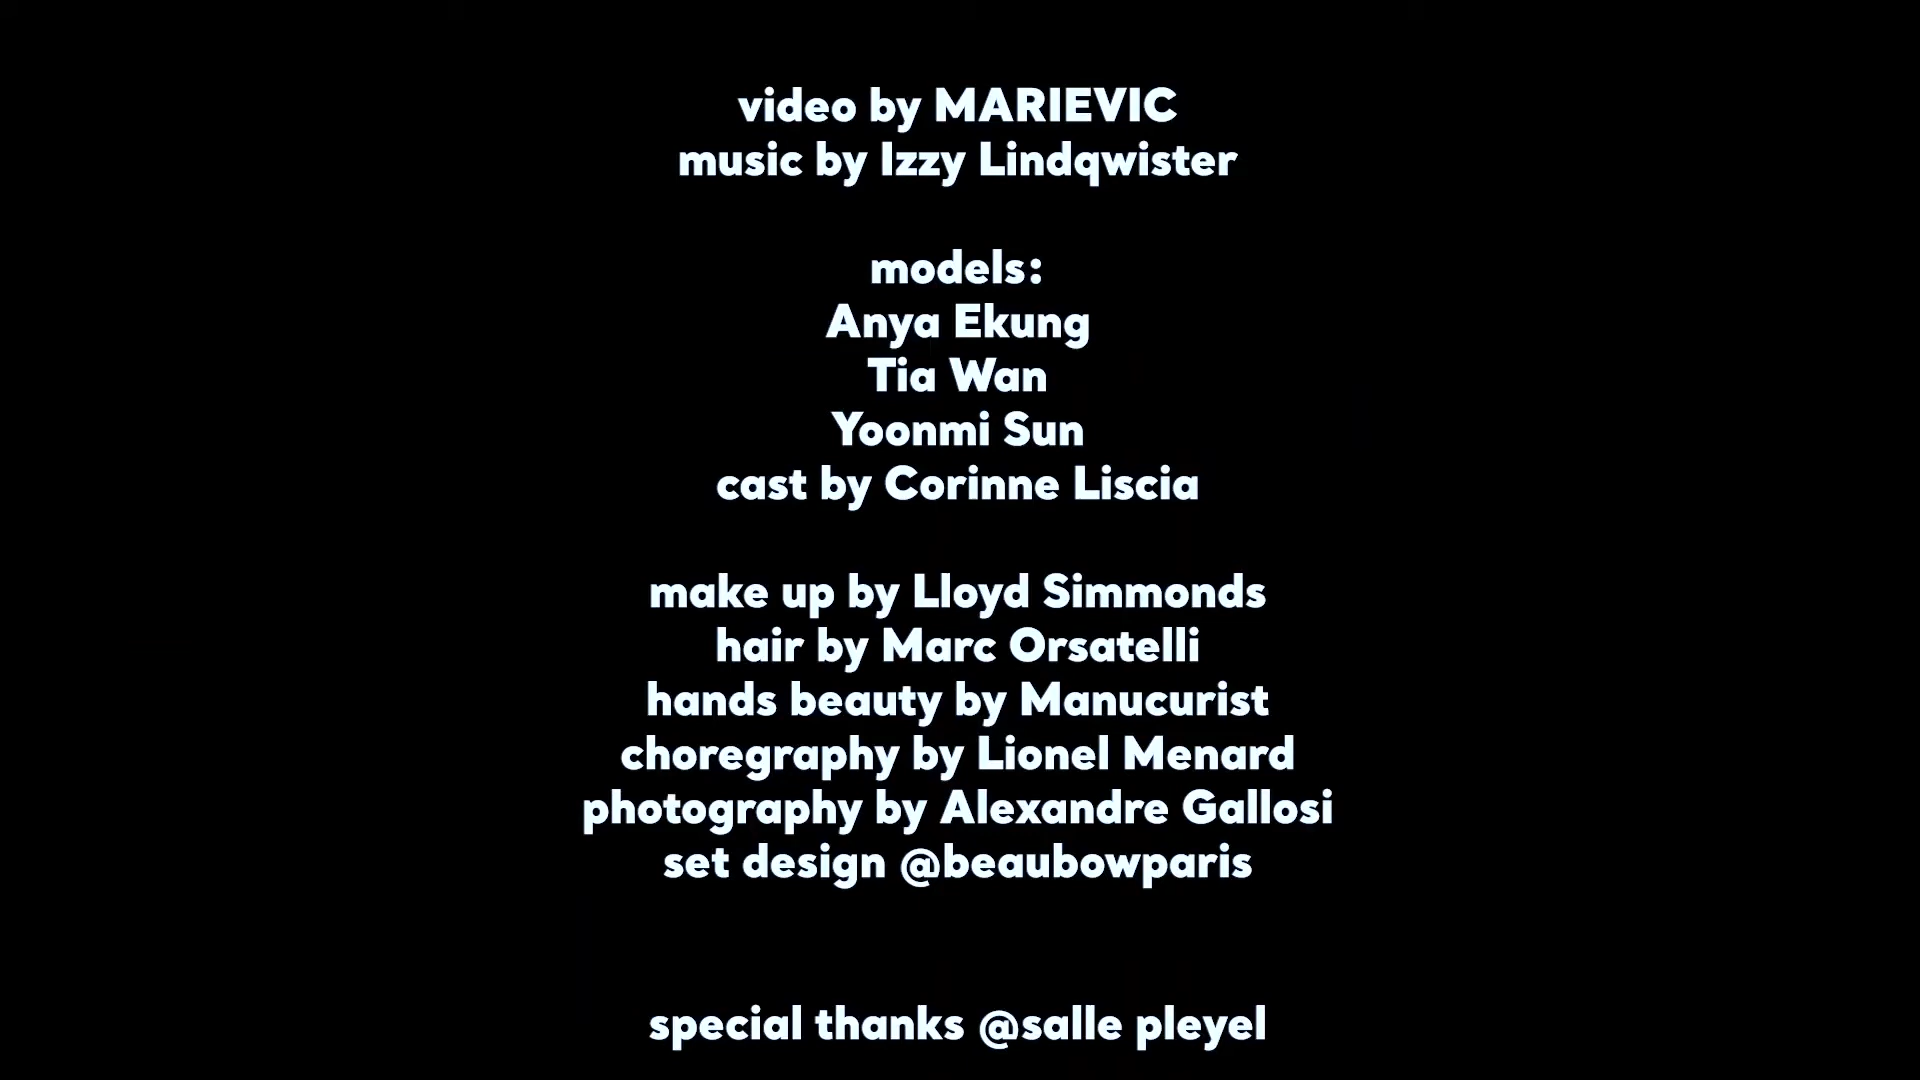 video by MARIEVIC
music by Izzy Lindqwister
models:
Anya Ekung
Tia Wan
Yoonmi Sun
cast by Corinne Liscia
make up by Lloyd Simmonds
hair by Marc Orsatelli
hands beauty by Manucurist
choregraphy by Lionel Menard
photography by Alexandre Gallosi
set design @beaubowparis
special thanks @salle pleyel